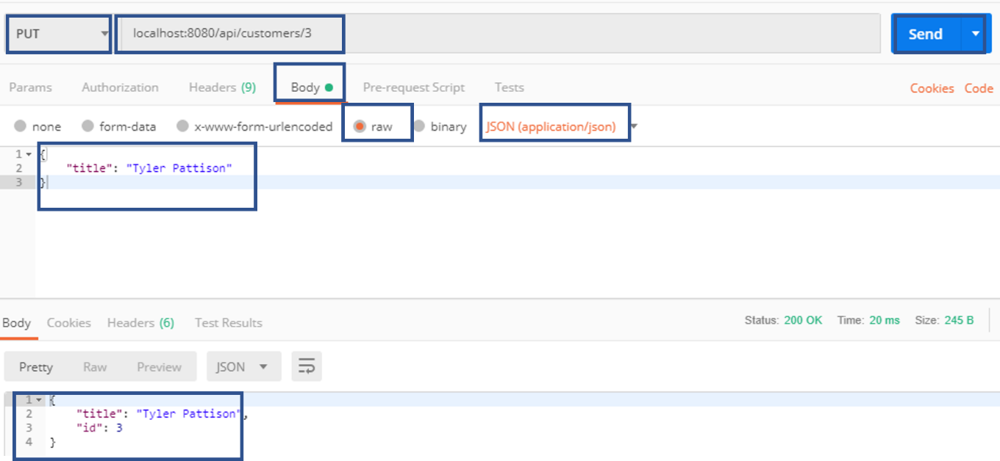 PUT localhost:8080/api/customers/3 Send
Params Authorization Headers (9) Body Pre-request Script Tests Cookies Code
none form-data x-www-form-urlencoded raw binary JSON (application/json)
1 {
2 "title": "Tyler Pattison"
3 }
Body Cookies Headers (6) Test Results Status: 200 OK Time: 20 ms Size: 245 B
Pretty Raw Preview JSON
1 {
2 "title": "Tyler Pattison",
3 "id": 3
4 }